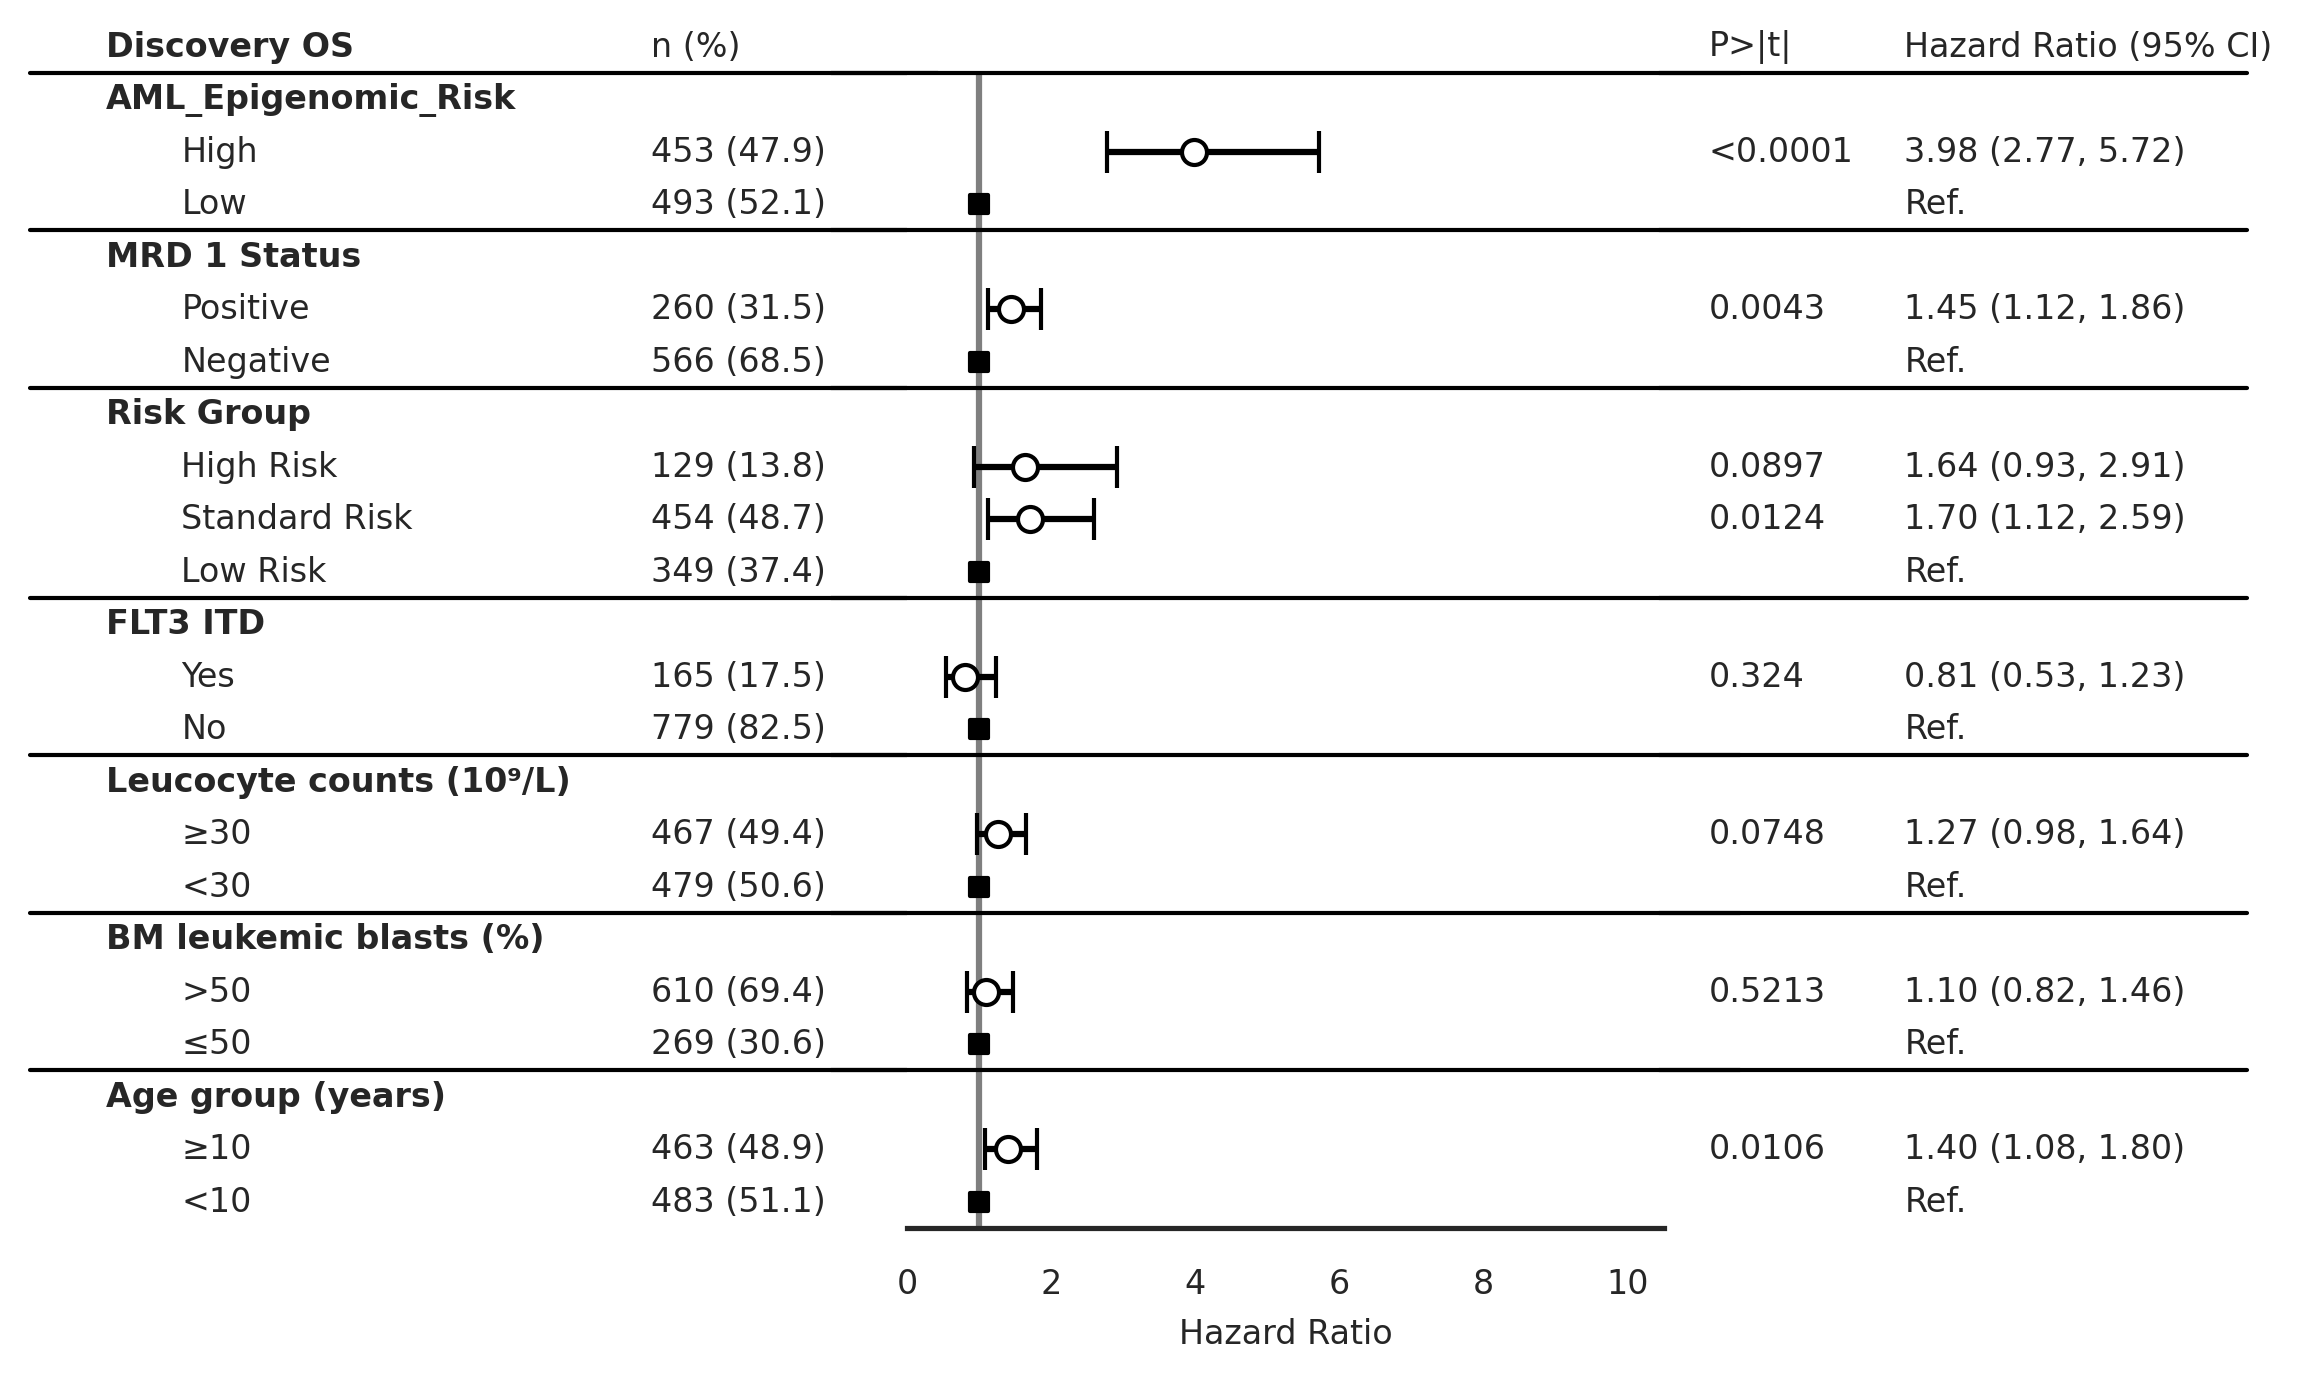 Discovery OS n (%) P>|t| Hazard Ratio (95% CI)
AML_Epigenomic_Risk
High 453 (47.9) <0.0001 3.98 (2.77, 5.72)
Low 493 (52.1) Ref.
MRD 1 Status
Positive 260 (31.5) 0.0043 1.45 (1.12, 1.86)
Negative 566 (68.5) Ref.
Risk Group
High Risk 129 (13.8) 0.0897 1.64 (0.93, 2.91)
Standard Risk 454 (48.7) 0.0124 1.70 (1.12, 2.59)
Low Risk 349 (37.4) Ref.
FLT3 ITD
Yes 165 (17.5) 0.324 0.81 (0.53, 1.23)
No 779 (82.5) Ref.
Leucocyte counts (10⁹/L)
≥30 467 (49.4) 0.0748 1.27 (0.98, 1.64)
<30 479 (50.6) Ref.
BM leukemic blasts (%)
>50 610 (69.4) 0.5213 1.10 (0.82, 1.46)
≤50 269 (30.6) Ref.
Age group (years)
≥10 463 (48.9) 0.0106 1.40 (1.08, 1.80)
<10 483 (51.1) Ref.
0 2 4 6 8 10
Hazard Ratio